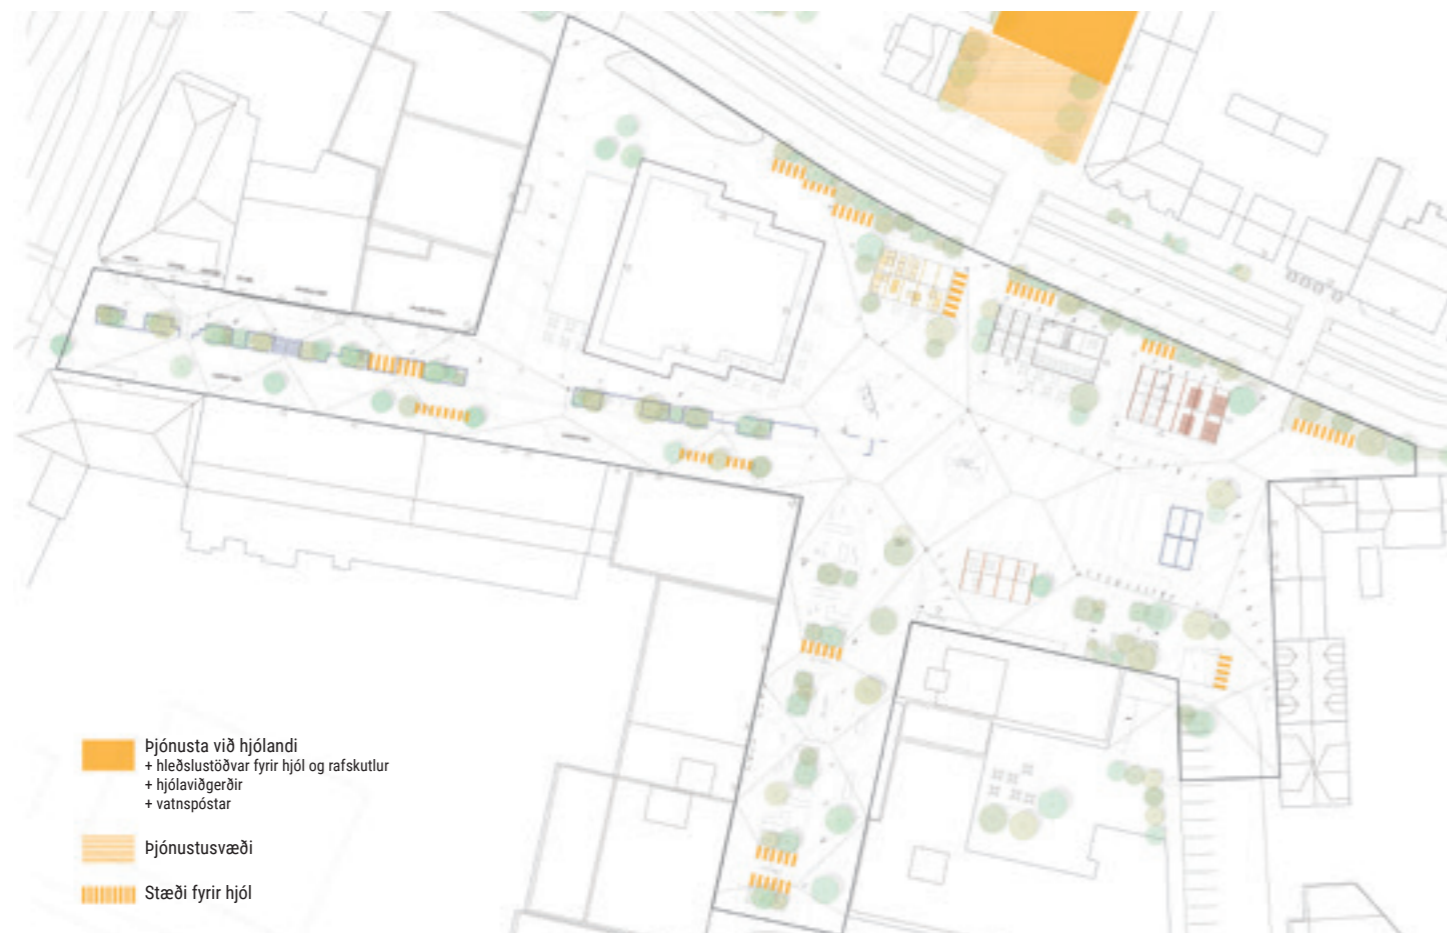 Þjónusta við hjólandi
+ hleðslustöðvar fyrir hjól og rafskutlur
+ hjólaviðgerðir
+ vatnspóstar
Þjónustusvæði
Stæði fyrir hjól